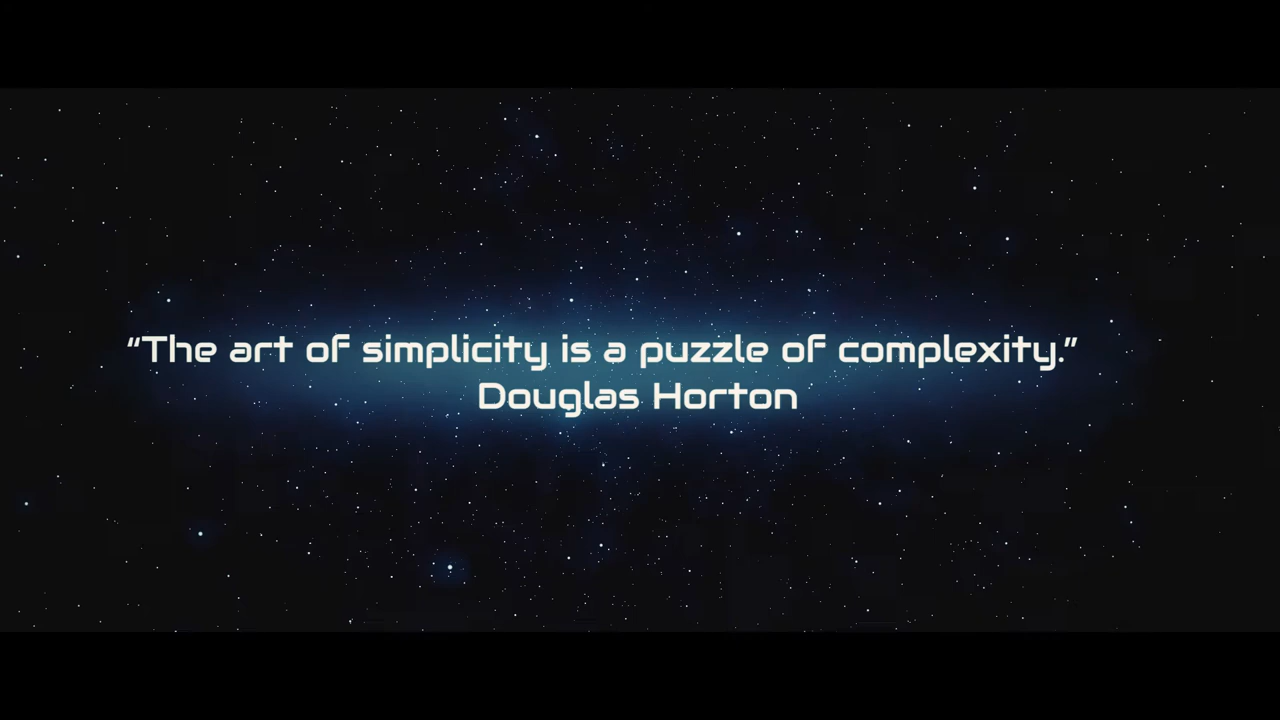 “The art of simplicity is a puzzle of complexity.”
Douglas Horton